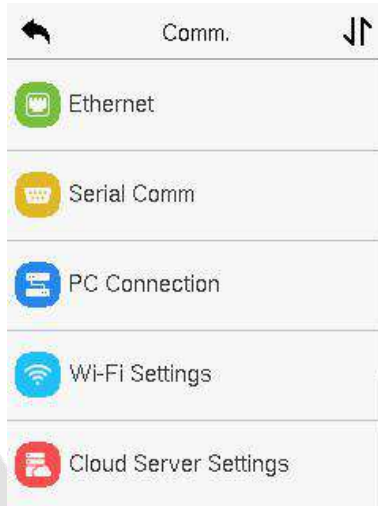 Comm.
Ethernet
Serial Comm
PC Connection
Wi-Fi Settings
Cloud Server Settings